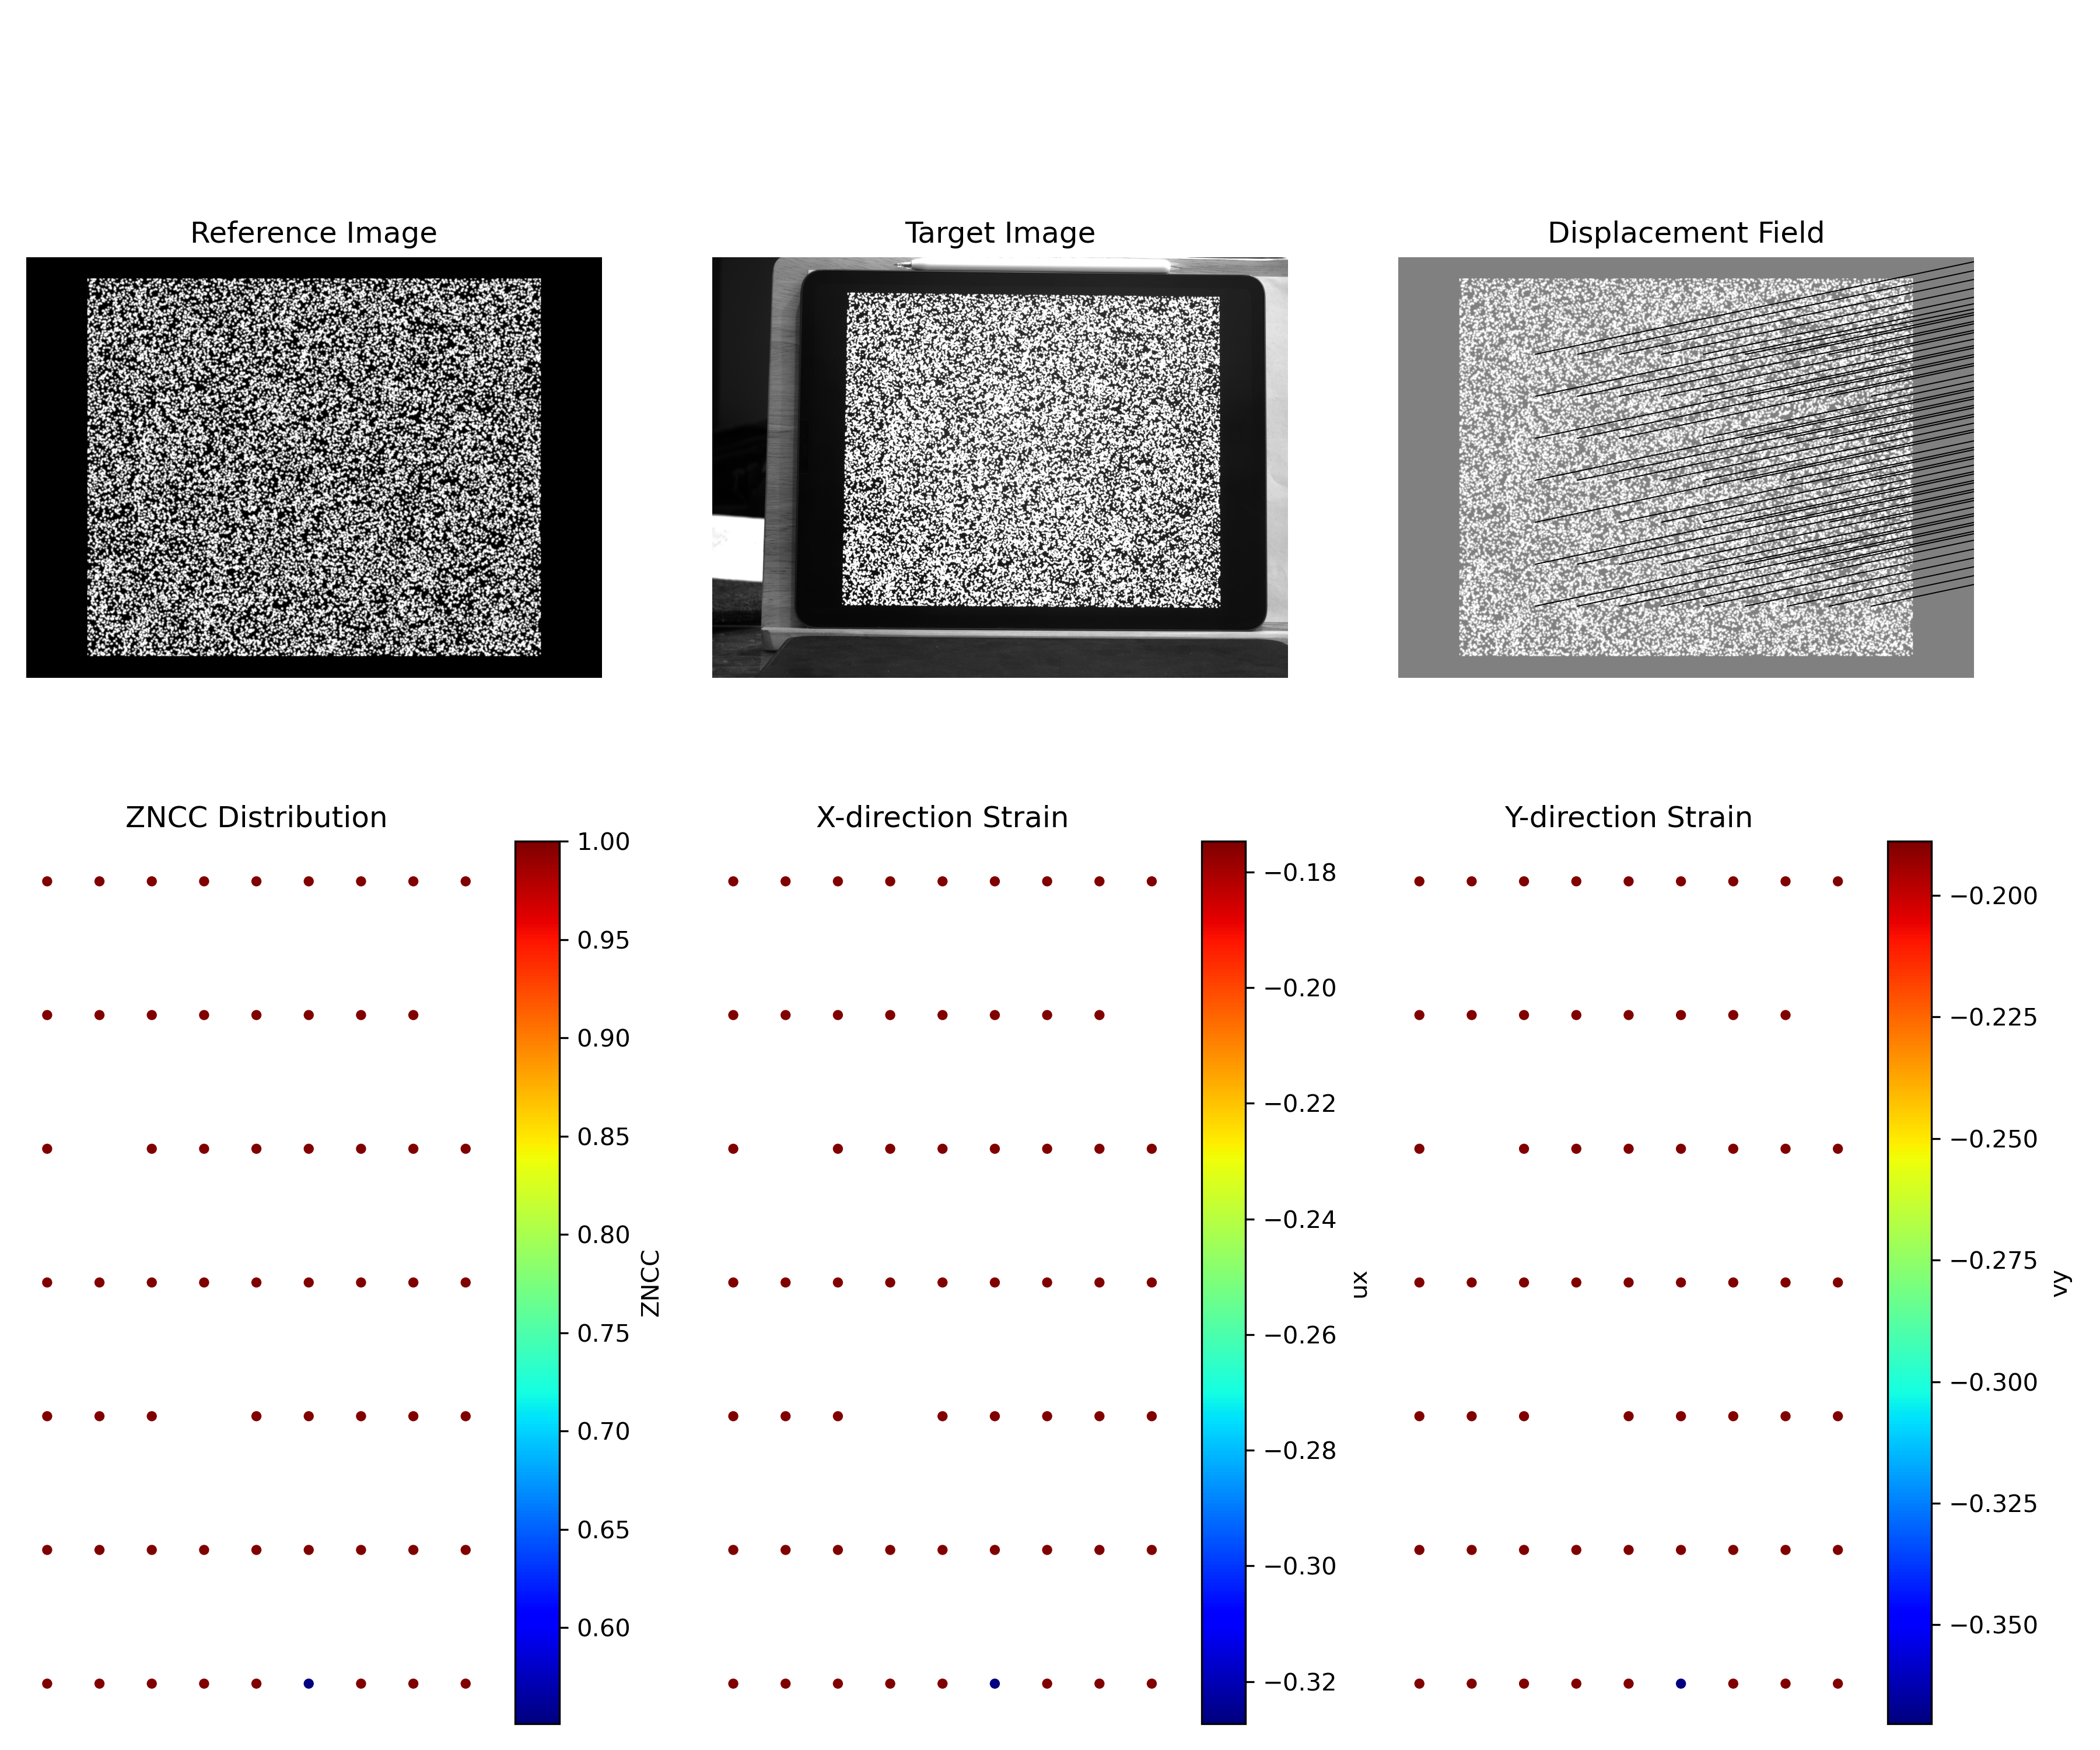 Reference Image
Target Image
Displacement Field
ZNCC Distribution
1.00
0.95
0.90
0.85
0.80
0.75
0.70
0.65
0.60
ZNCC
X-direction Strain
−0.18
−0.20
−0.22
−0.24
−0.26
−0.28
−0.30
−0.32
ux
Y-direction Strain
−0.200
−0.225
−0.250
−0.275
−0.300
−0.325
−0.350
vy